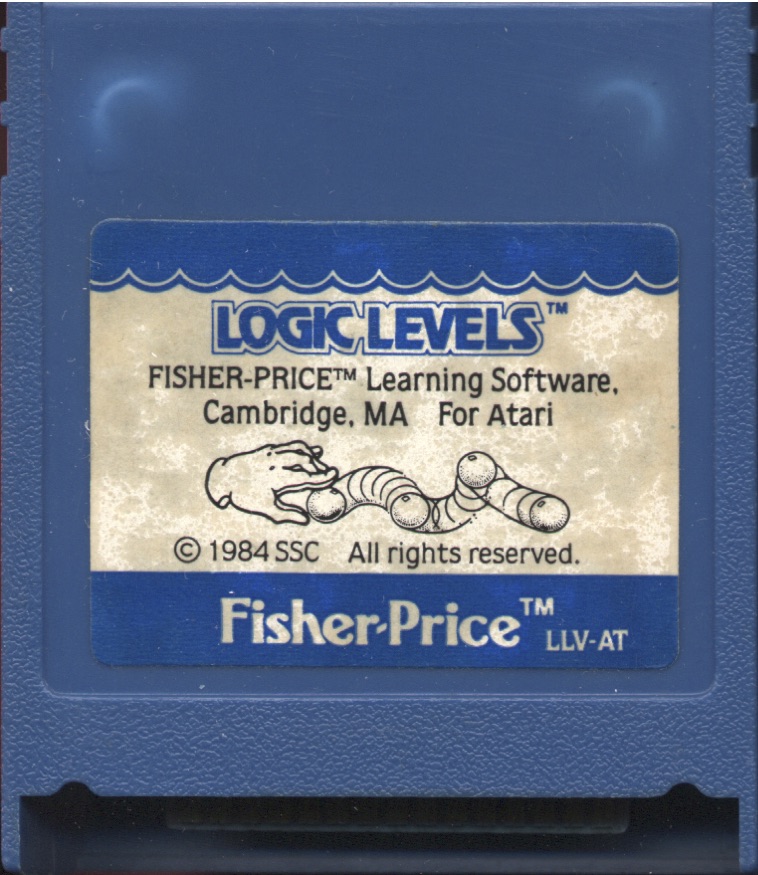 LOGIC LEVELS™
FISHER-PRICE™ Learning Software,
Cambridge, MA For Atari
© 1984 SSC All rights reserved.
Fisher-Price™ LLV-AT